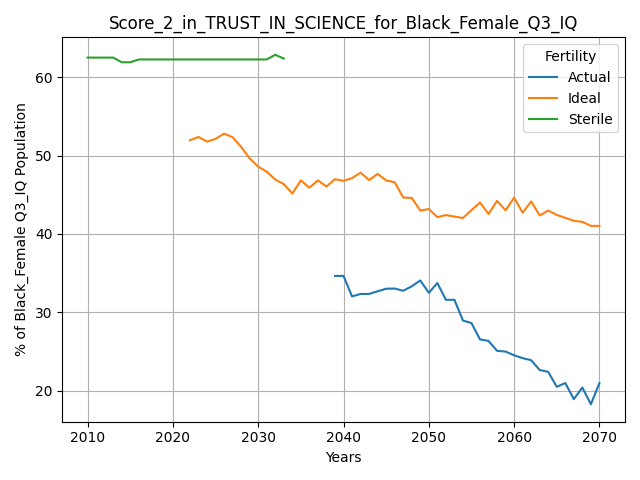 Score_2_in_TRUST_IN_SCIENCE_for_Black_Female_Q3_IQ
% of Black_Female Q3_IQ Population
60
50
40
30
20
Fertility
Actual
Ideal
Sterile
2010 2020 2030 2040 2050 2060 2070
Years